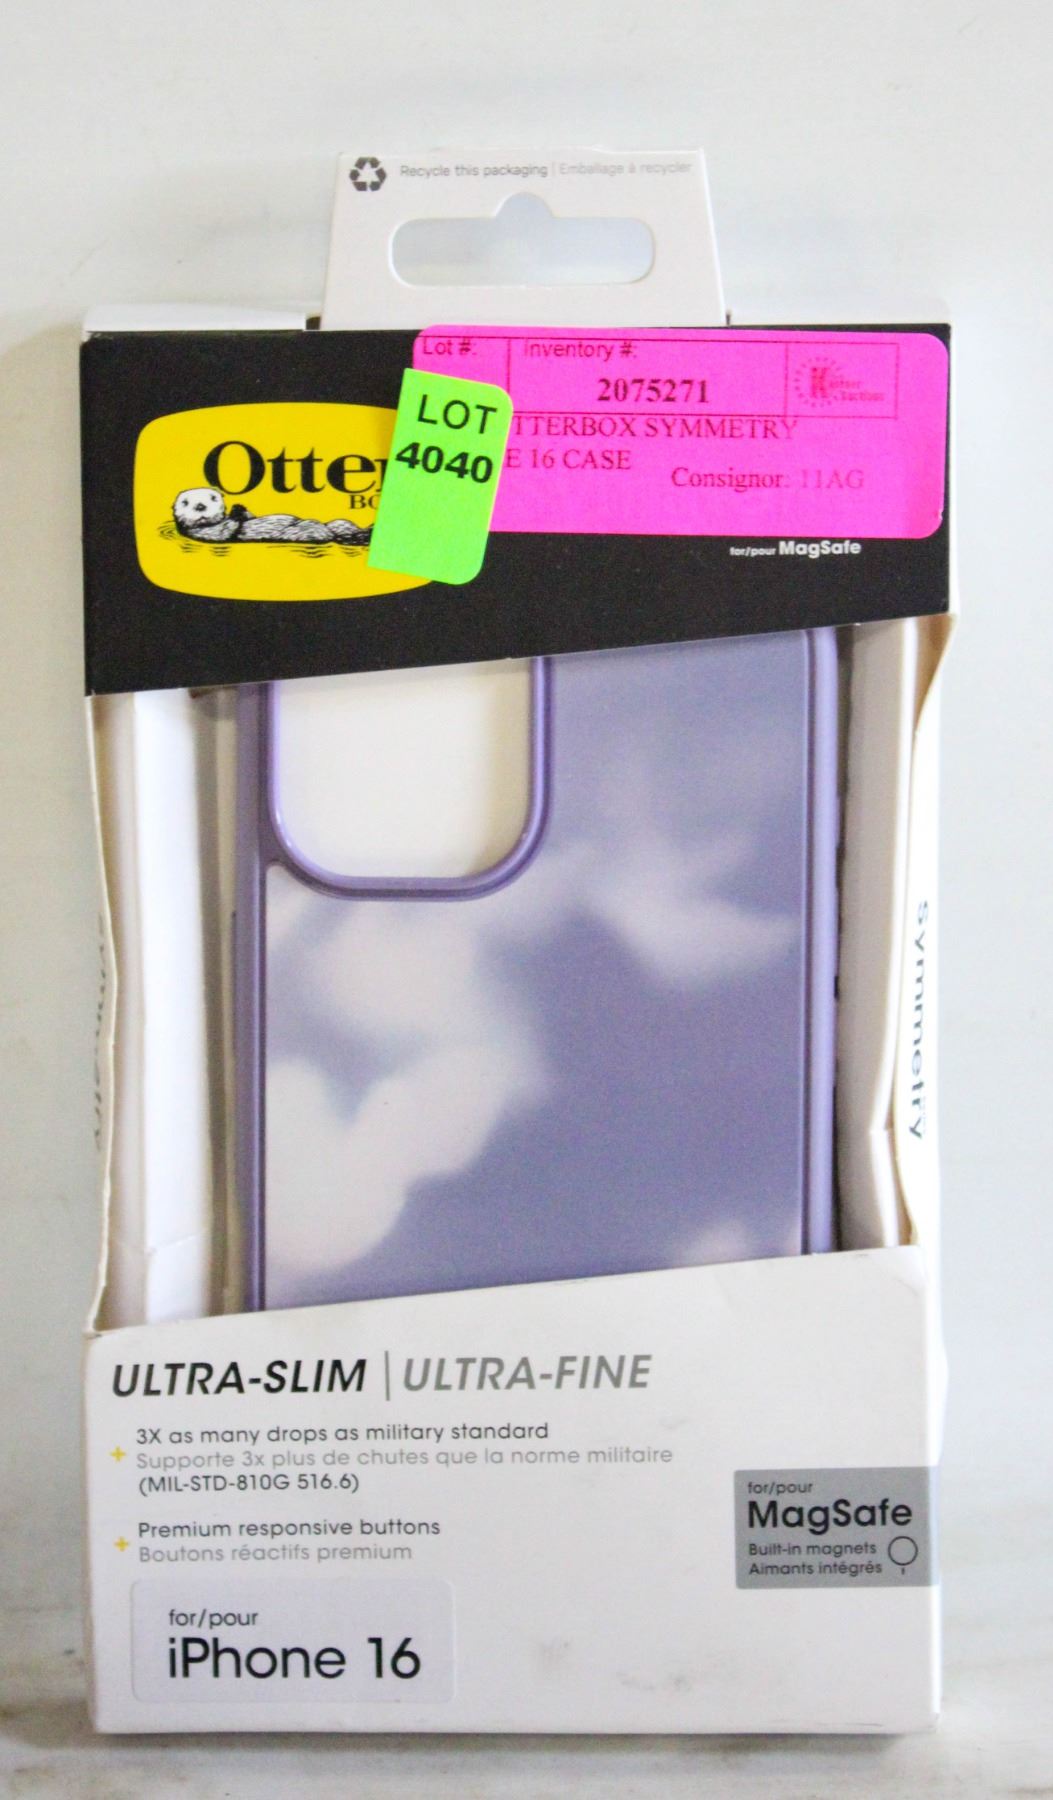 Recycle this packaging | Emballage à recycler
Lot #: Inventory #:
2075271
LOT
4040
TTERBOX SYMMETRY
E 16 CASE
Consignor: 11AG
Otter
for/pour MagSafe
Symmetry
ULTRA-SLIM | ULTRA-FINE
+ 3X as many drops as military standard
Supporte 3x plus de chutes que la norme militaire
(MIL-STD-810G 516.6)
+ Premium responsive buttons
Boutons réactifs premium
for/pour
MagSafe
Built-in magnets
Aimants intégrés
for/pour
iPhone 16